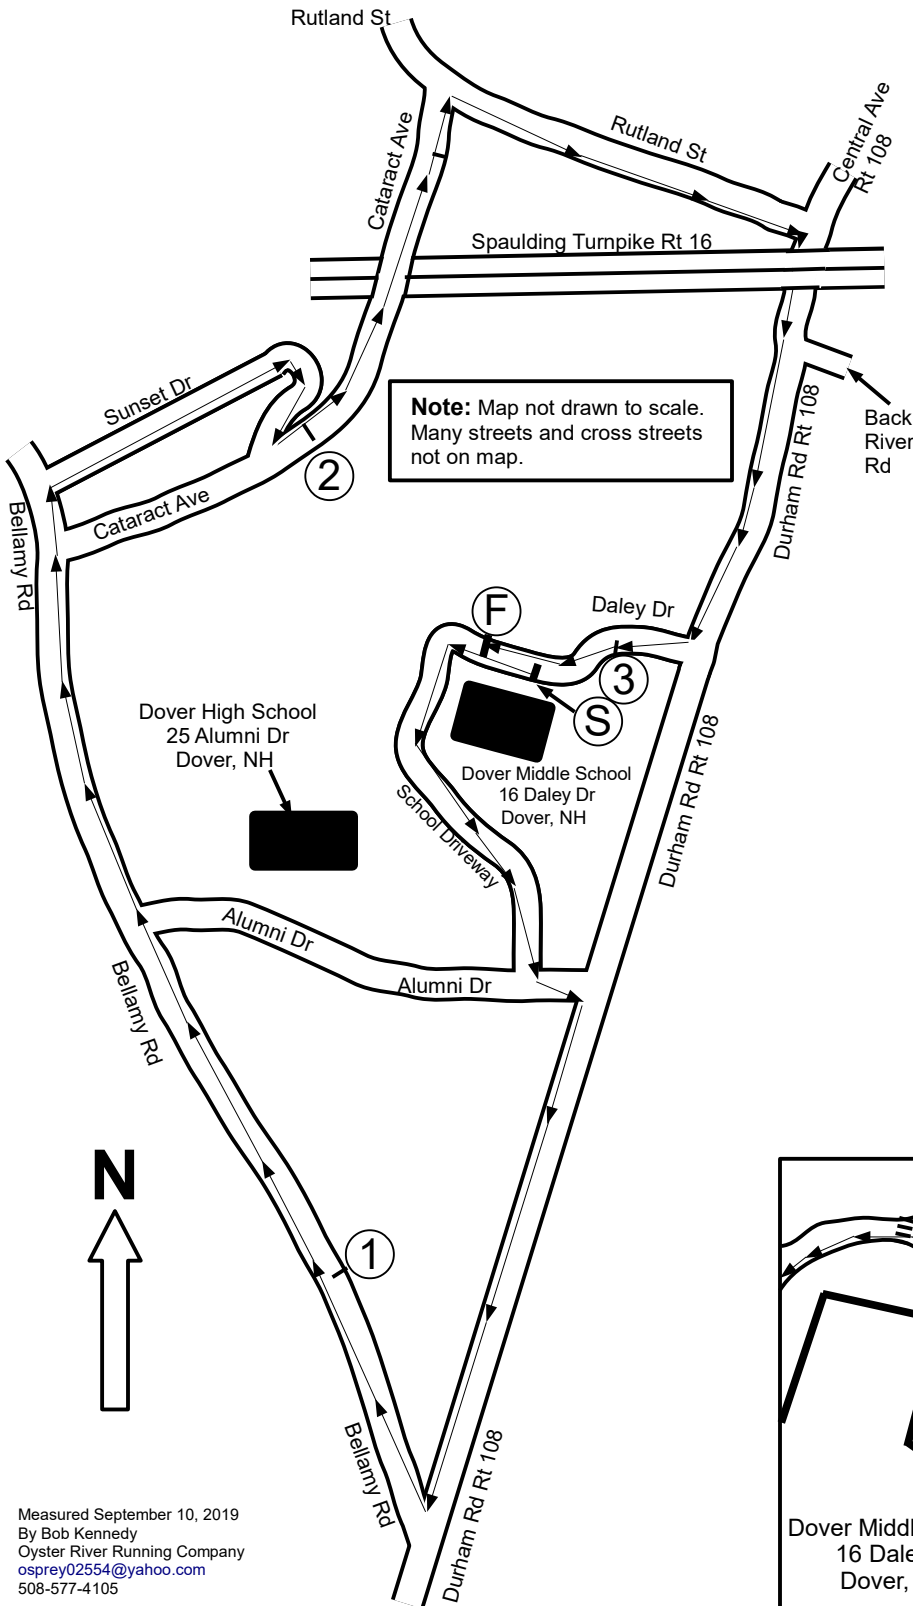 Rutland St
Rutland St
Central Ave
Rt 108
Cataract Ave
Spaulding Turnpike Rt 16
Sunset Dr
Note: Map not drawn to scale.
Many streets and cross streets
not on map.
Back
River
Rd
Durham Rd Rt 108
2
Cataract Ave
Bellamy Rd
F
Daley Dr
3
S
Dover High School
25 Alumni Dr
Dover, NH
Dover Middle School
16 Daley Dr
Dover, NH
School Driveway
Durham Rd Rt 108
Alumni Dr
Alumni Dr
Bellamy Rd
N
1
Bellamy Rd
Durham Rd Rt 108
Measured September 10, 2019
By Bob Kennedy
Oyster River Running Company
osprey02554@yahoo.com
508-577-4105
Dover Middl
16 Dale
Dover,